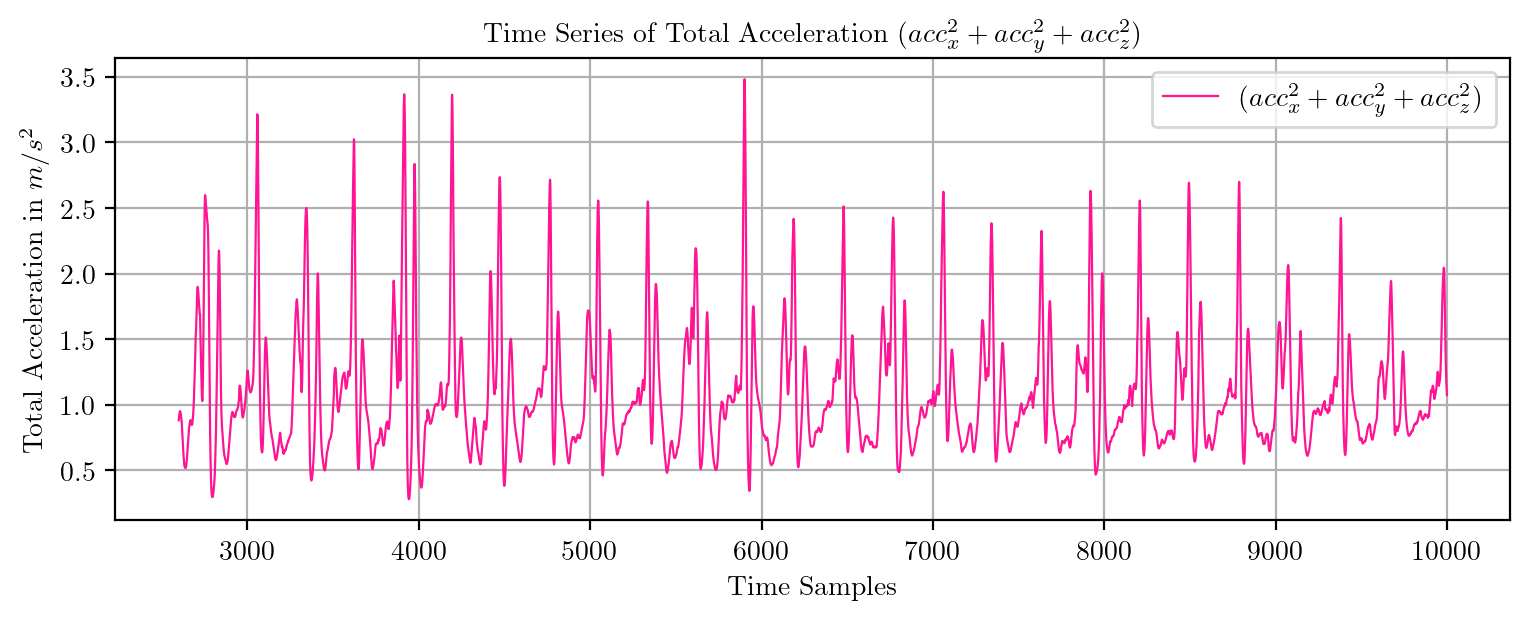 Time Series of Total Acceleration $(acc_x^2 + acc_y^2 + acc_z^2)$
$(acc_x^2 + acc_y^2 + acc_z^2)$
Total Acceleration in $m/s^2$
3.5
3.0
2.5
2.0
1.5
1.0
0.5
3000 4000 5000 6000 7000 8000 9000 10000
Time Samples